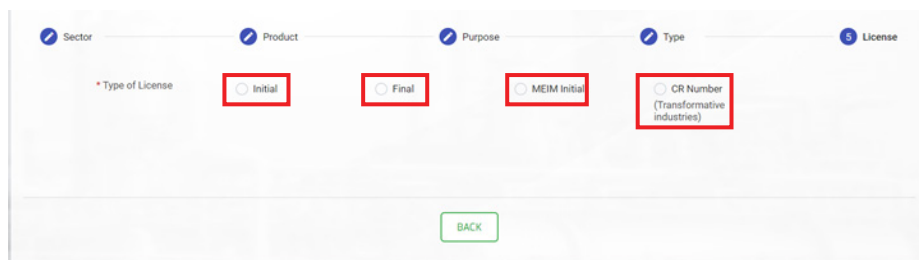 Sector Product Purpose Type 5 License
* Type of License Initial Final MEIM Initial CR Number
(Transformative
industries)
BACK